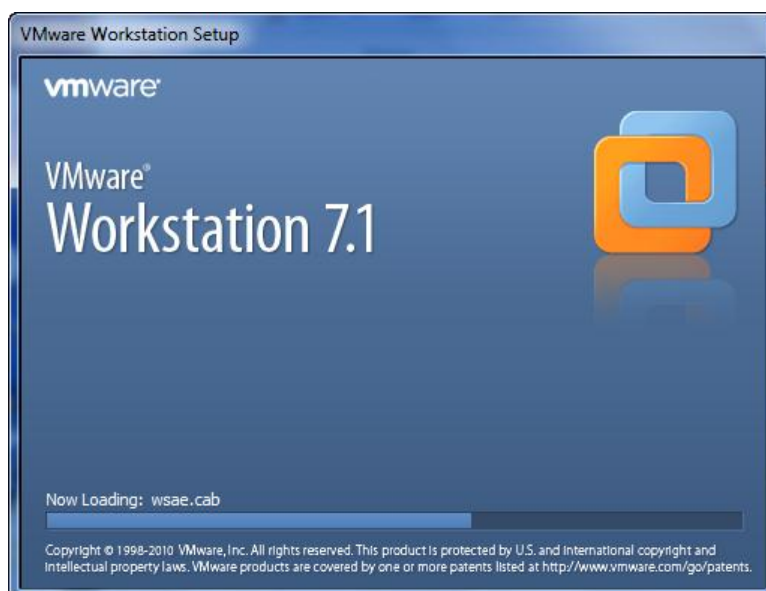 VMware Workstation Setup
vmware®
VMware®
Workstation 7.1
Now Loading: wsae.cab
Copyright © 1998-2010 VMware, Inc. All rights reserved. This product is protected by U.S. and international copyright and
intellectual property laws. VMware products are covered by one or more patents listed at http://www.vmware.com/go/patents.